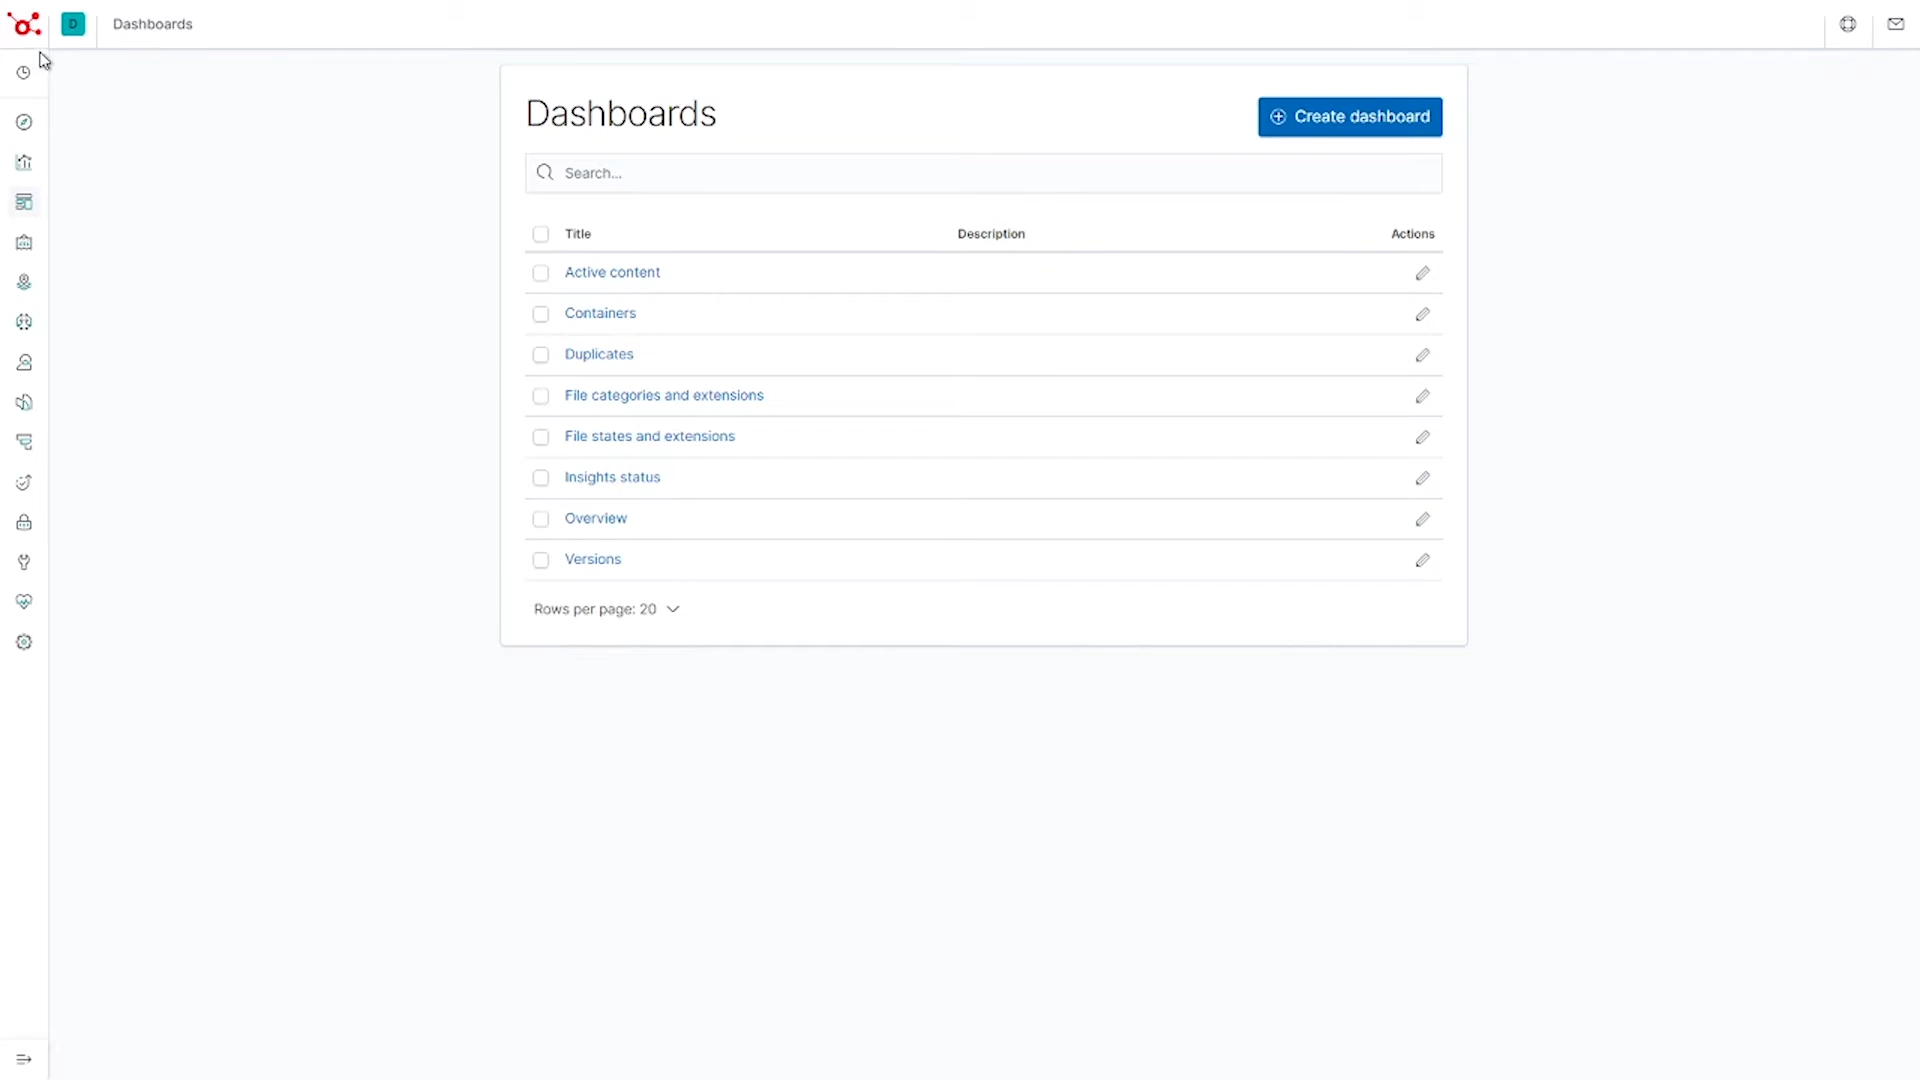 D
Dashboards
Dashboards
Create dashboard
Search...
Title Description Actions
Active content
Containers
Duplicates
File categories and extensions
File states and extensions
Insights status
Overview
Versions
Rows per page: 20